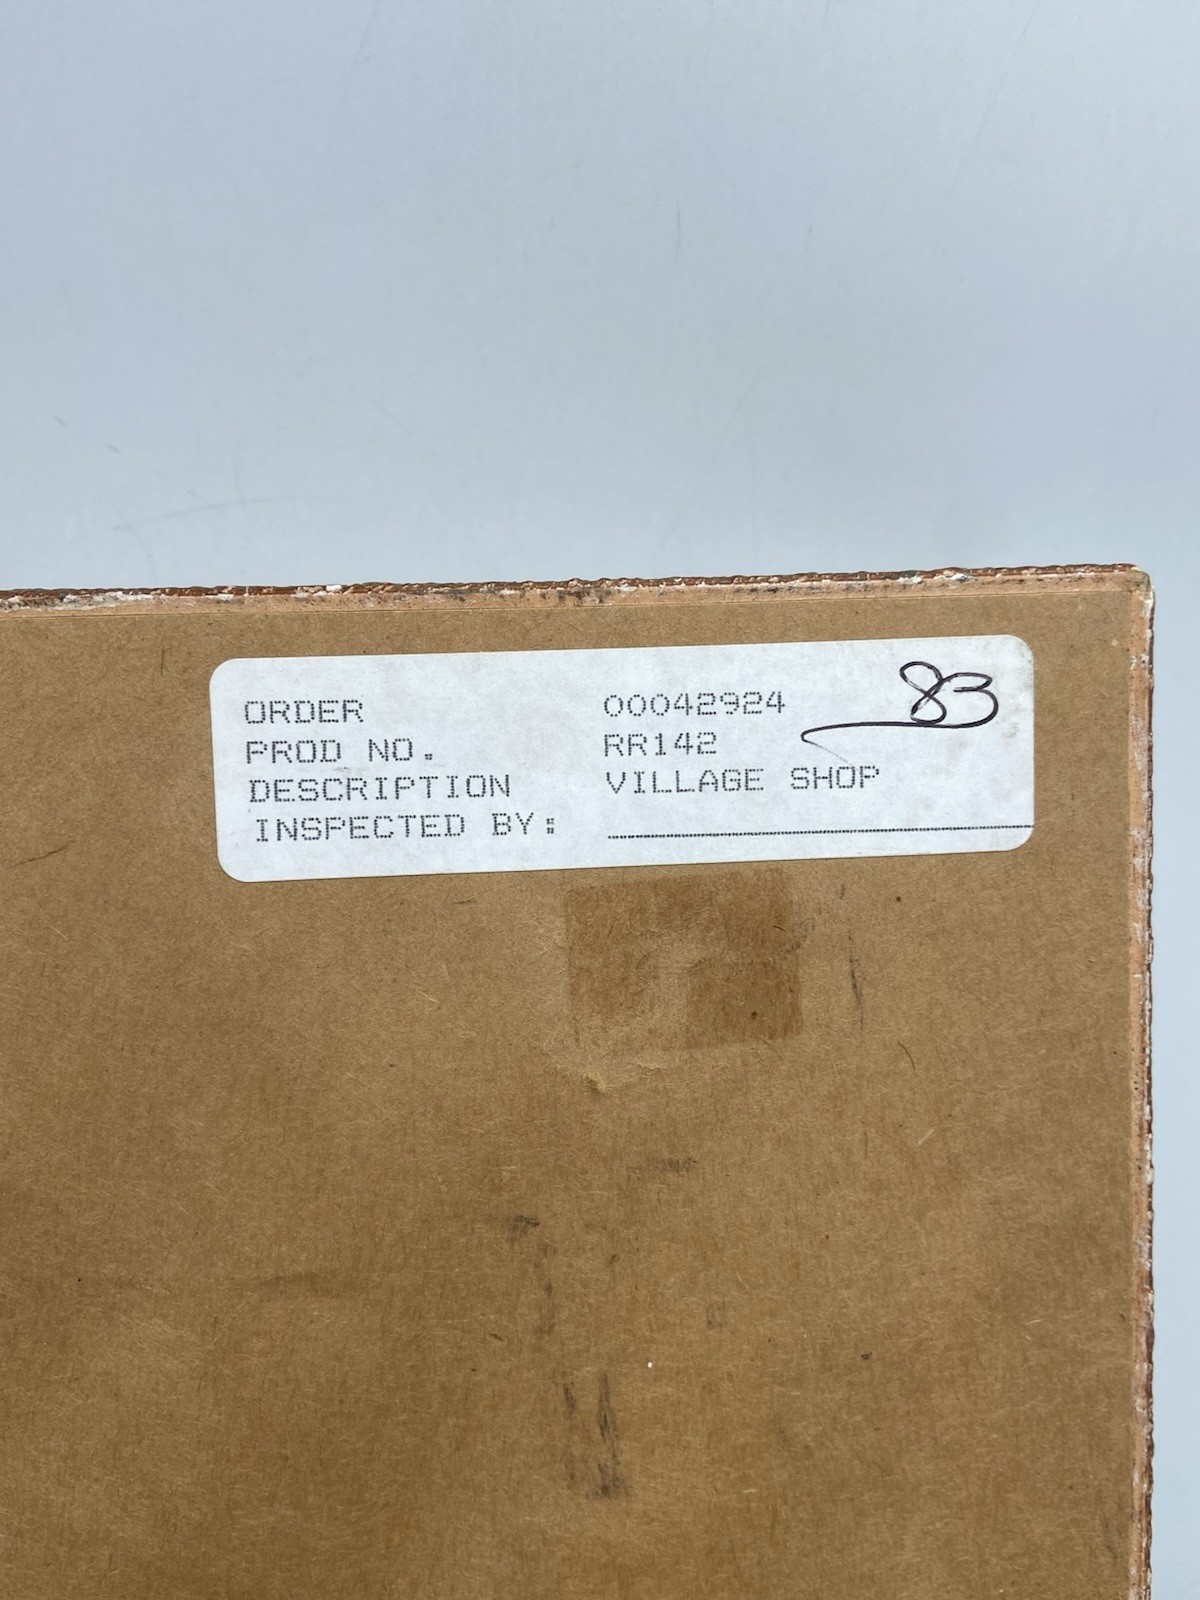 ORDER 00042924 83
PROD NO. RR142
DESCRIPTION VILLAGE SHOP
INSPECTED BY: